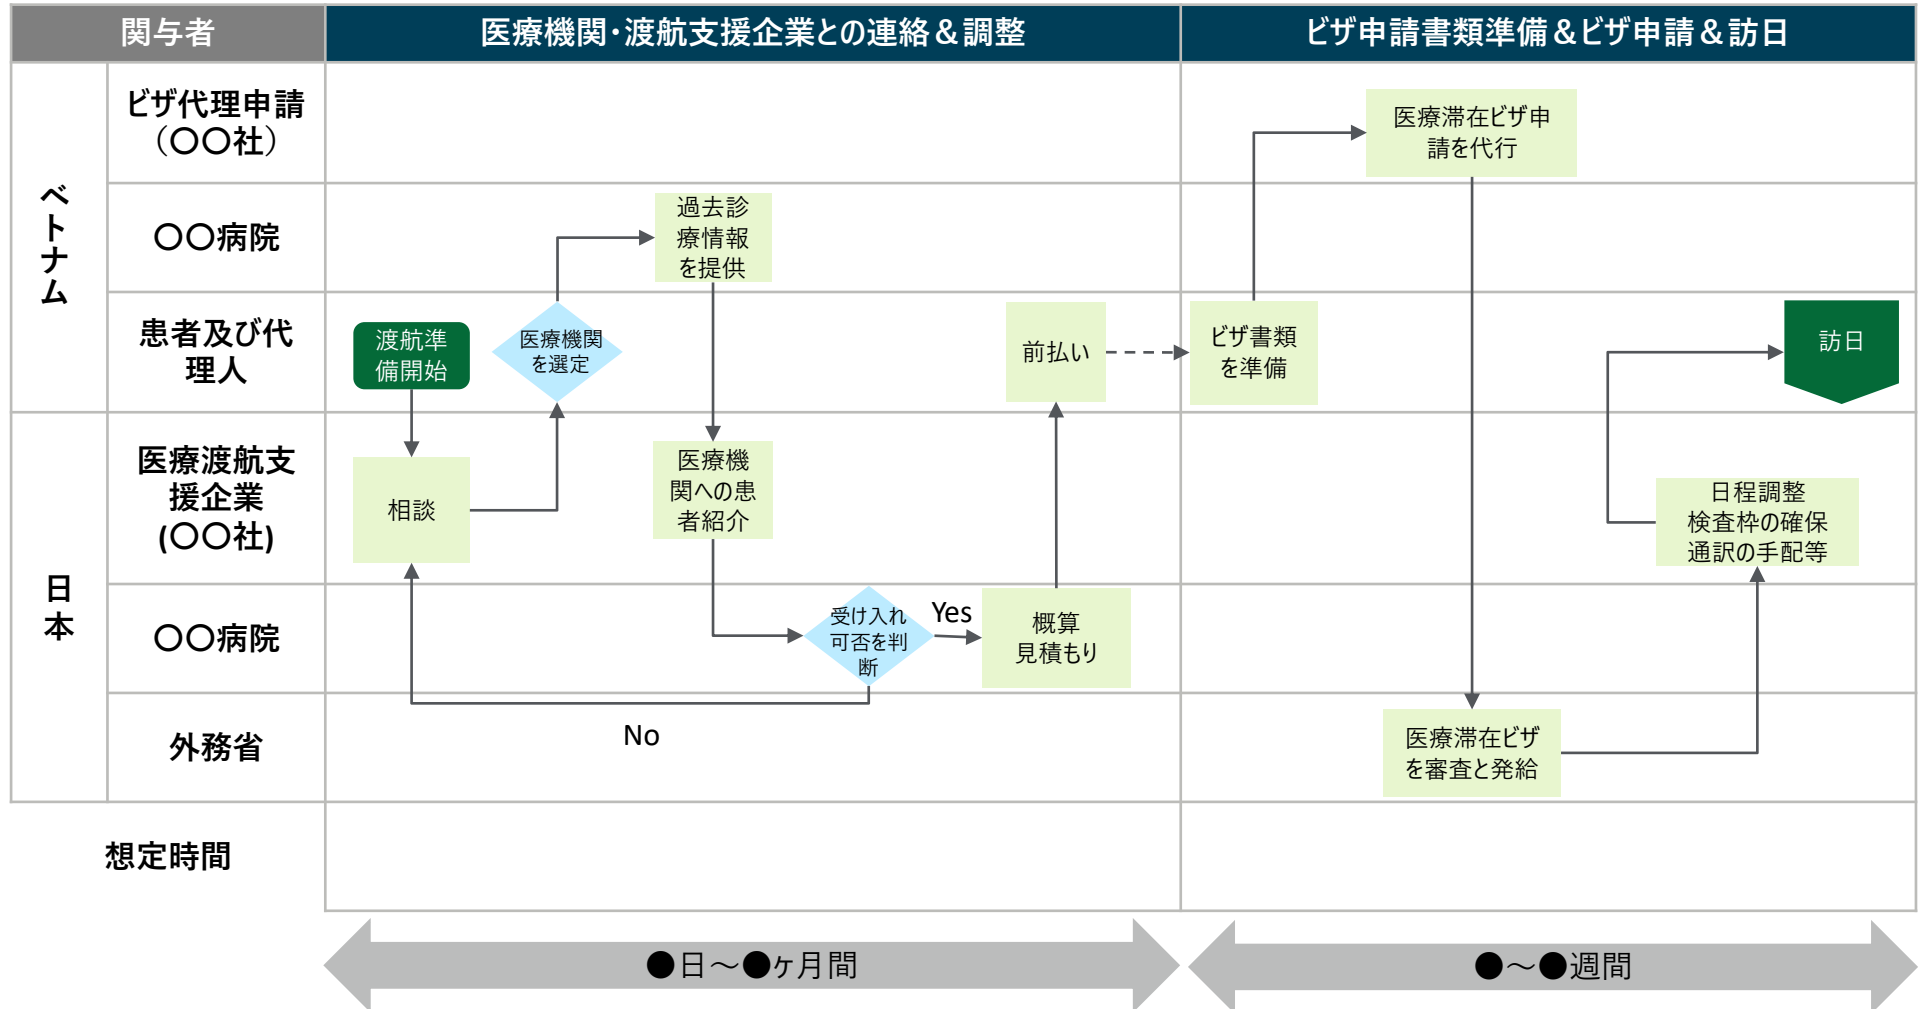 関与者
医療機関・渡航支援企業との連絡＆調整
ビザ申請書類準備＆ビザ申請＆訪日
ベトナム
ビザ代理申請
（〇〇社）
医療滞在ビザ申
請を代行
〇〇病院
過去診
療情報
を提供
患者及び代
理人
渡航準
備開始
医療機関
を選定
前払い
ビザ書類
を準備
訪日
日本
医療渡航支
援企業
(〇〇社)
相談
医療機
関への患
者紹介
日程調整
検査枠の確保
通訳の手配等
〇〇病院
受け入れ
可否を判
断
Yes
概算
見積もり
外務省
No
医療滞在ビザ
を審査と発給
想定時間
●日～●ヶ月間
●～●週間